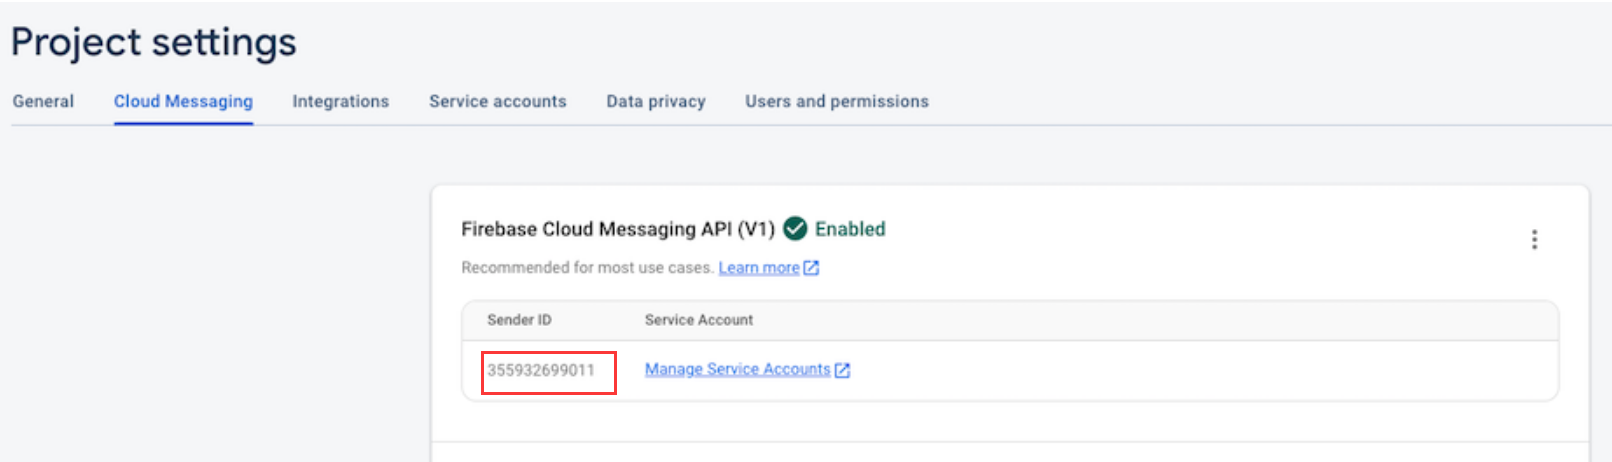 Project settings
General Cloud Messaging Integrations Service accounts Data privacy Users and permissions
Firebase Cloud Messaging API (V1) Enabled
Recommended for most use cases. Learn more
Sender ID Service Account
355932699011 Manage Service Accounts